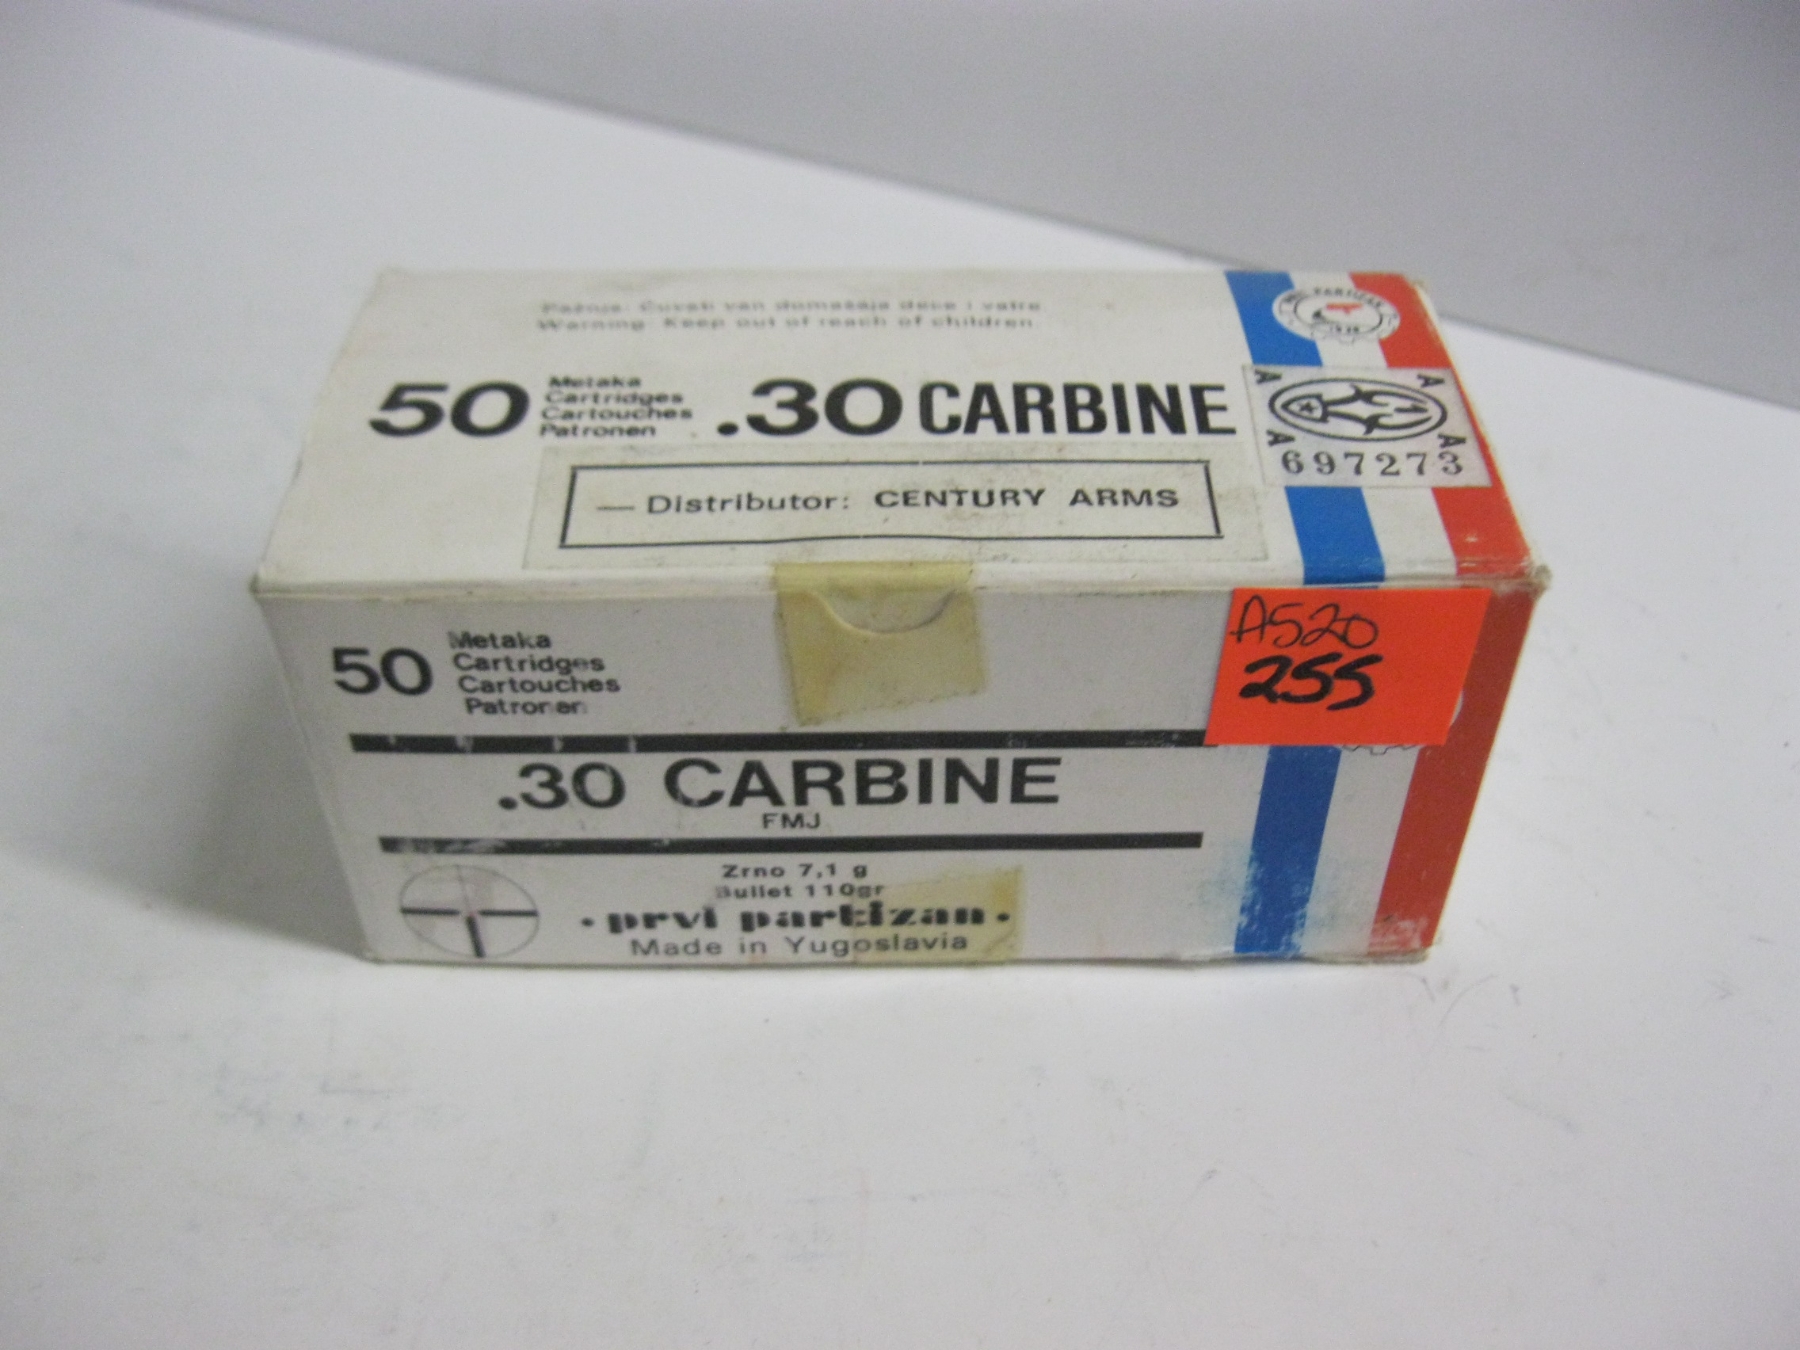 Pažnja: Čuvati van domašaja dece i vatre
Warning: Keep out of reach of children
PRVI PARTIZAN
50
Metaka
Cartridges
Cartouches
Patronen
.30 CARBINE
A A
A A
697273
— Distributor: CENTURY ARMS
A520
255
50
Metaka
Cartridges
Cartouches
Patronen
.30 CARBINE
FMJ
Zrno 7,1 g
Bullet 110gr
• prvi partizan •
Made in Yugoslavia